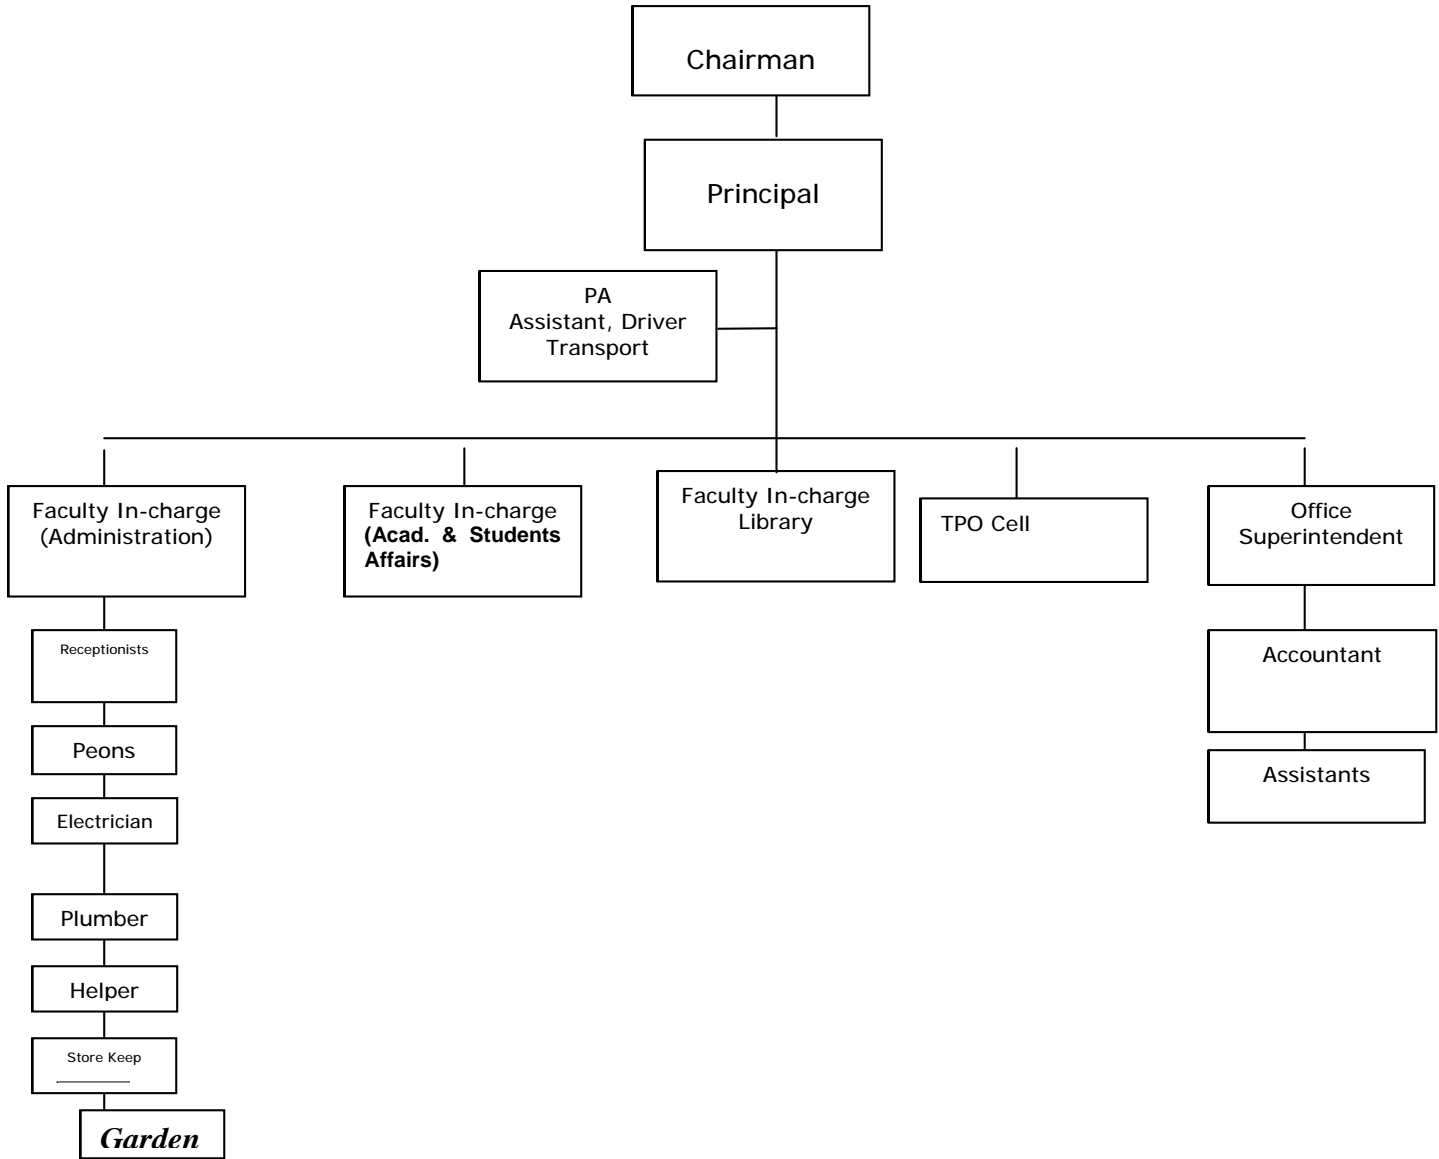 Chairman
Principal
PA
Assistant, Driver
Transport
Faculty In-charge
(Administration)
Faculty In-charge
(Acad. & Students
Affairs)
Faculty In-charge
Library
TPO Cell
Office
Superintendent
Receptionists
Peons
Electrician
Plumber
Helper
Store Keep
Garden
Accountant
Assistants